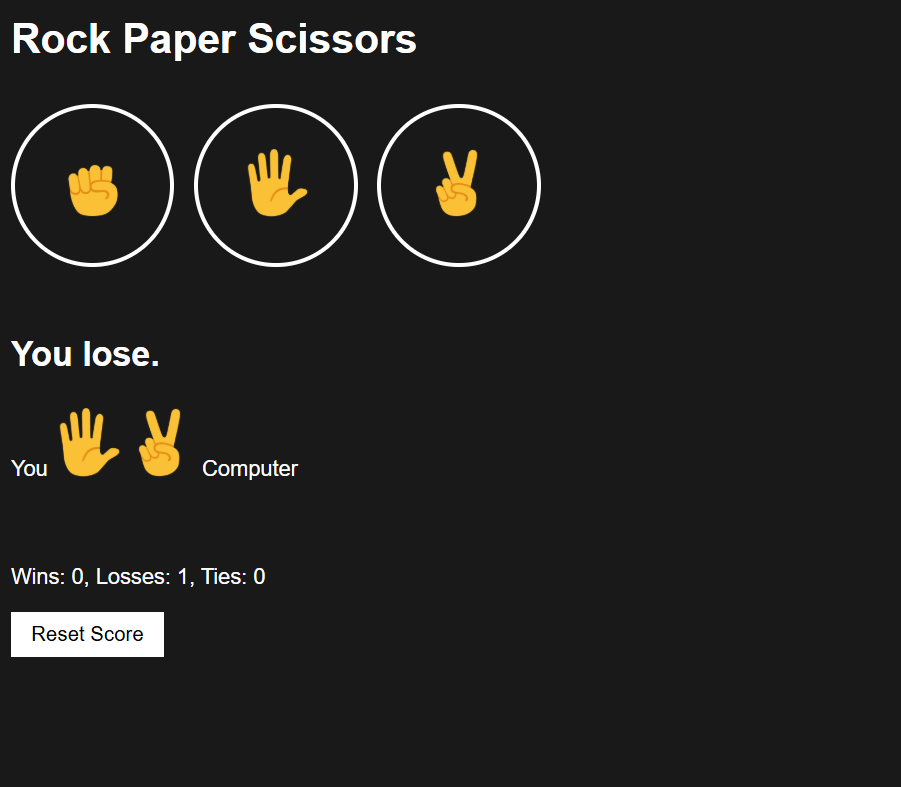 Rock Paper Scissors
You lose.
You Computer
Wins: 0, Losses: 1, Ties: 0
Reset Score